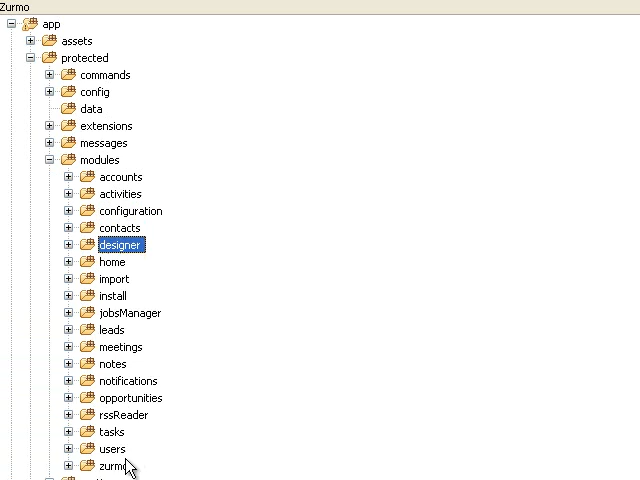 Zurmo
app
assets
protected
commands
config
data
extensions
messages
modules
accounts
activities
configuration
contacts
designer
home
import
install
jobsManager
leads
meetings
notes
notifications
opportunities
rssReader
tasks
users
zurmo